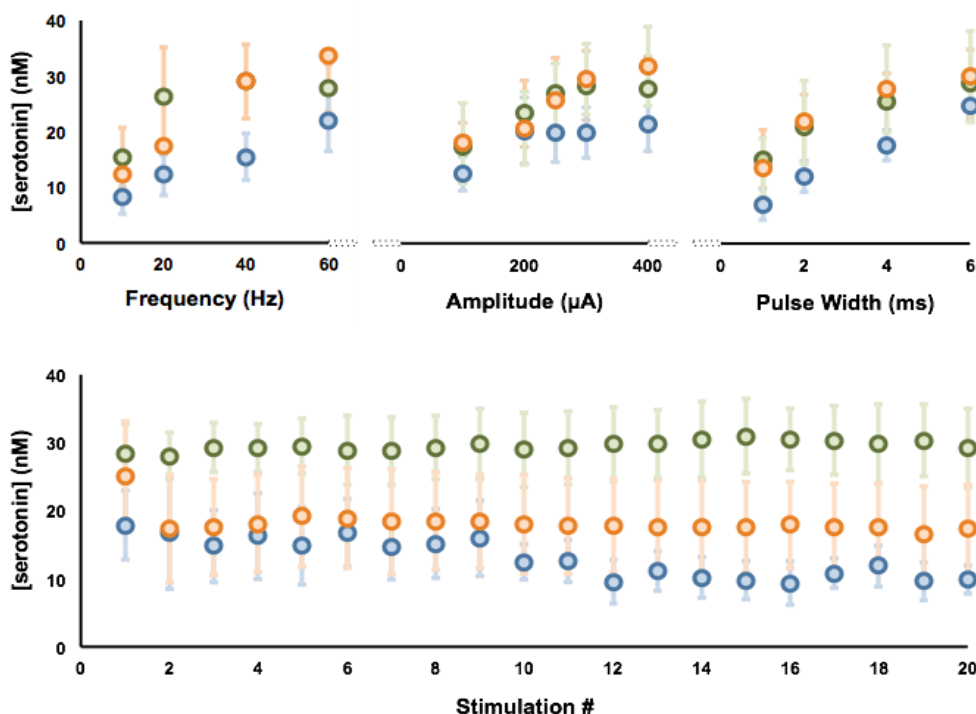 [serotonin] (nM)
40
30
20
10
0
0 20 40 60
0 200 400
0 2 4 6
Frequency (Hz)
Amplitude (µA)
Pulse Width (ms)
[serotonin] (nM)
40
30
20
10
0
0 2 4 6 8 10 12 14 16 18 20
Stimulation #